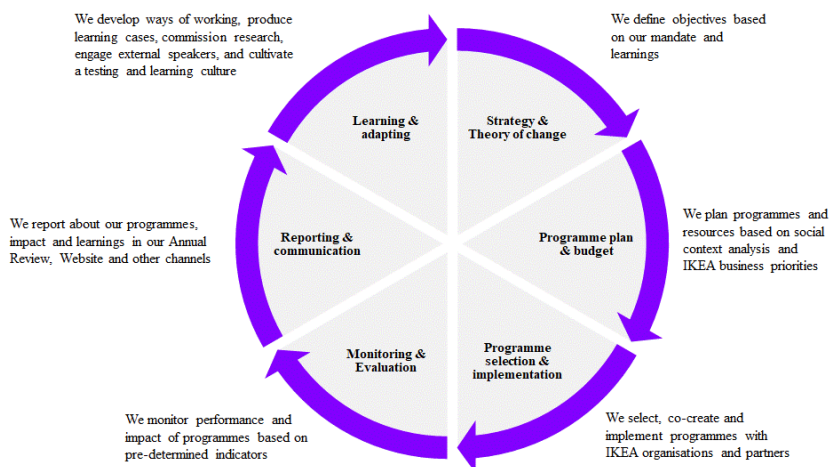 We develop ways of working, produce
learning cases, commission research,
engage external speakers, and cultivate
a testing and learning culture
We define objectives based
on our mandate and
learnings
Learning &
adapting
Strategy &
Theory of change
We report about our programmes,
impact and learnings in our Annual
Review, Website and other channels
Reporting &
communication
Programme plan
& budget
We plan programmes and
resources based on social
context analysis and
IKEA business priorities
Monitoring &
Evaluation
Programme
selection &
implementation
We monitor performance and
impact of programmes based on
pre-determined indicators
We select, co-create and
implement programmes with
IKEA organisations and partners